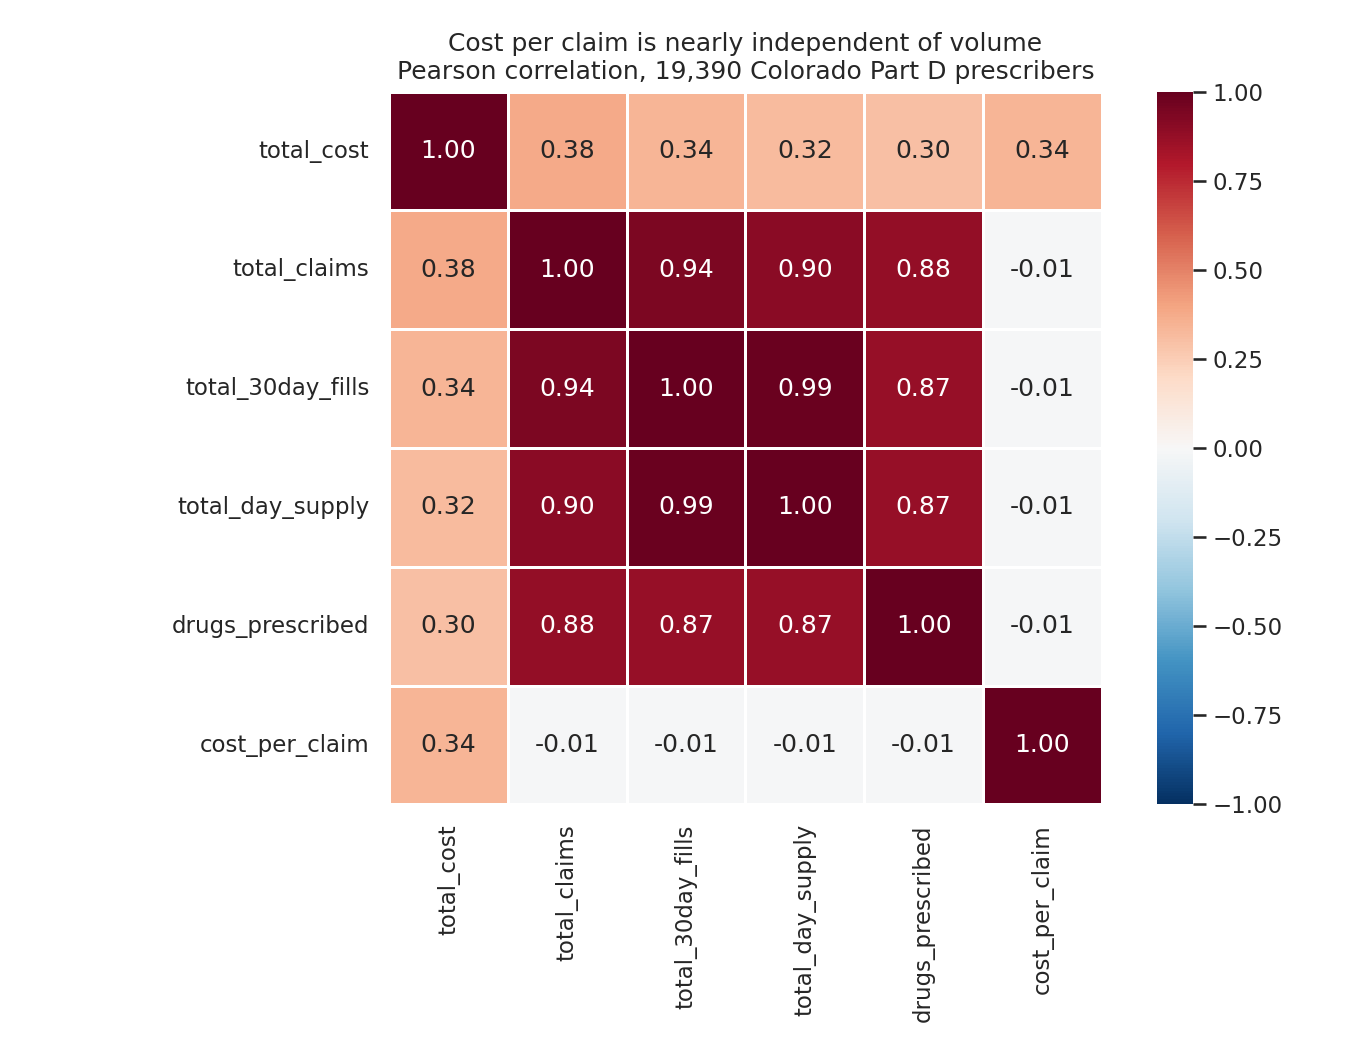 Cost per claim is nearly independent of volume
Pearson correlation, 19,390 Colorado Part D prescribers
total_cost 1.00 0.38 0.34 0.32 0.30 0.34
total_claims 0.38 1.00 0.94 0.90 0.88 -0.01
total_30day_fills 0.34 0.94 1.00 0.99 0.87 -0.01
total_day_supply 0.32 0.90 0.99 1.00 0.87 -0.01
drugs_prescribed 0.30 0.88 0.87 0.87 1.00 -0.01
cost_per_claim 0.34 -0.01 -0.01 -0.01 -0.01 1.00
total_cost
total_claims
total_30day_fills
total_day_supply
drugs_prescribed
cost_per_claim
1.00
0.75
0.50
0.25
0.00
−0.25
−0.50
−0.75
−1.00